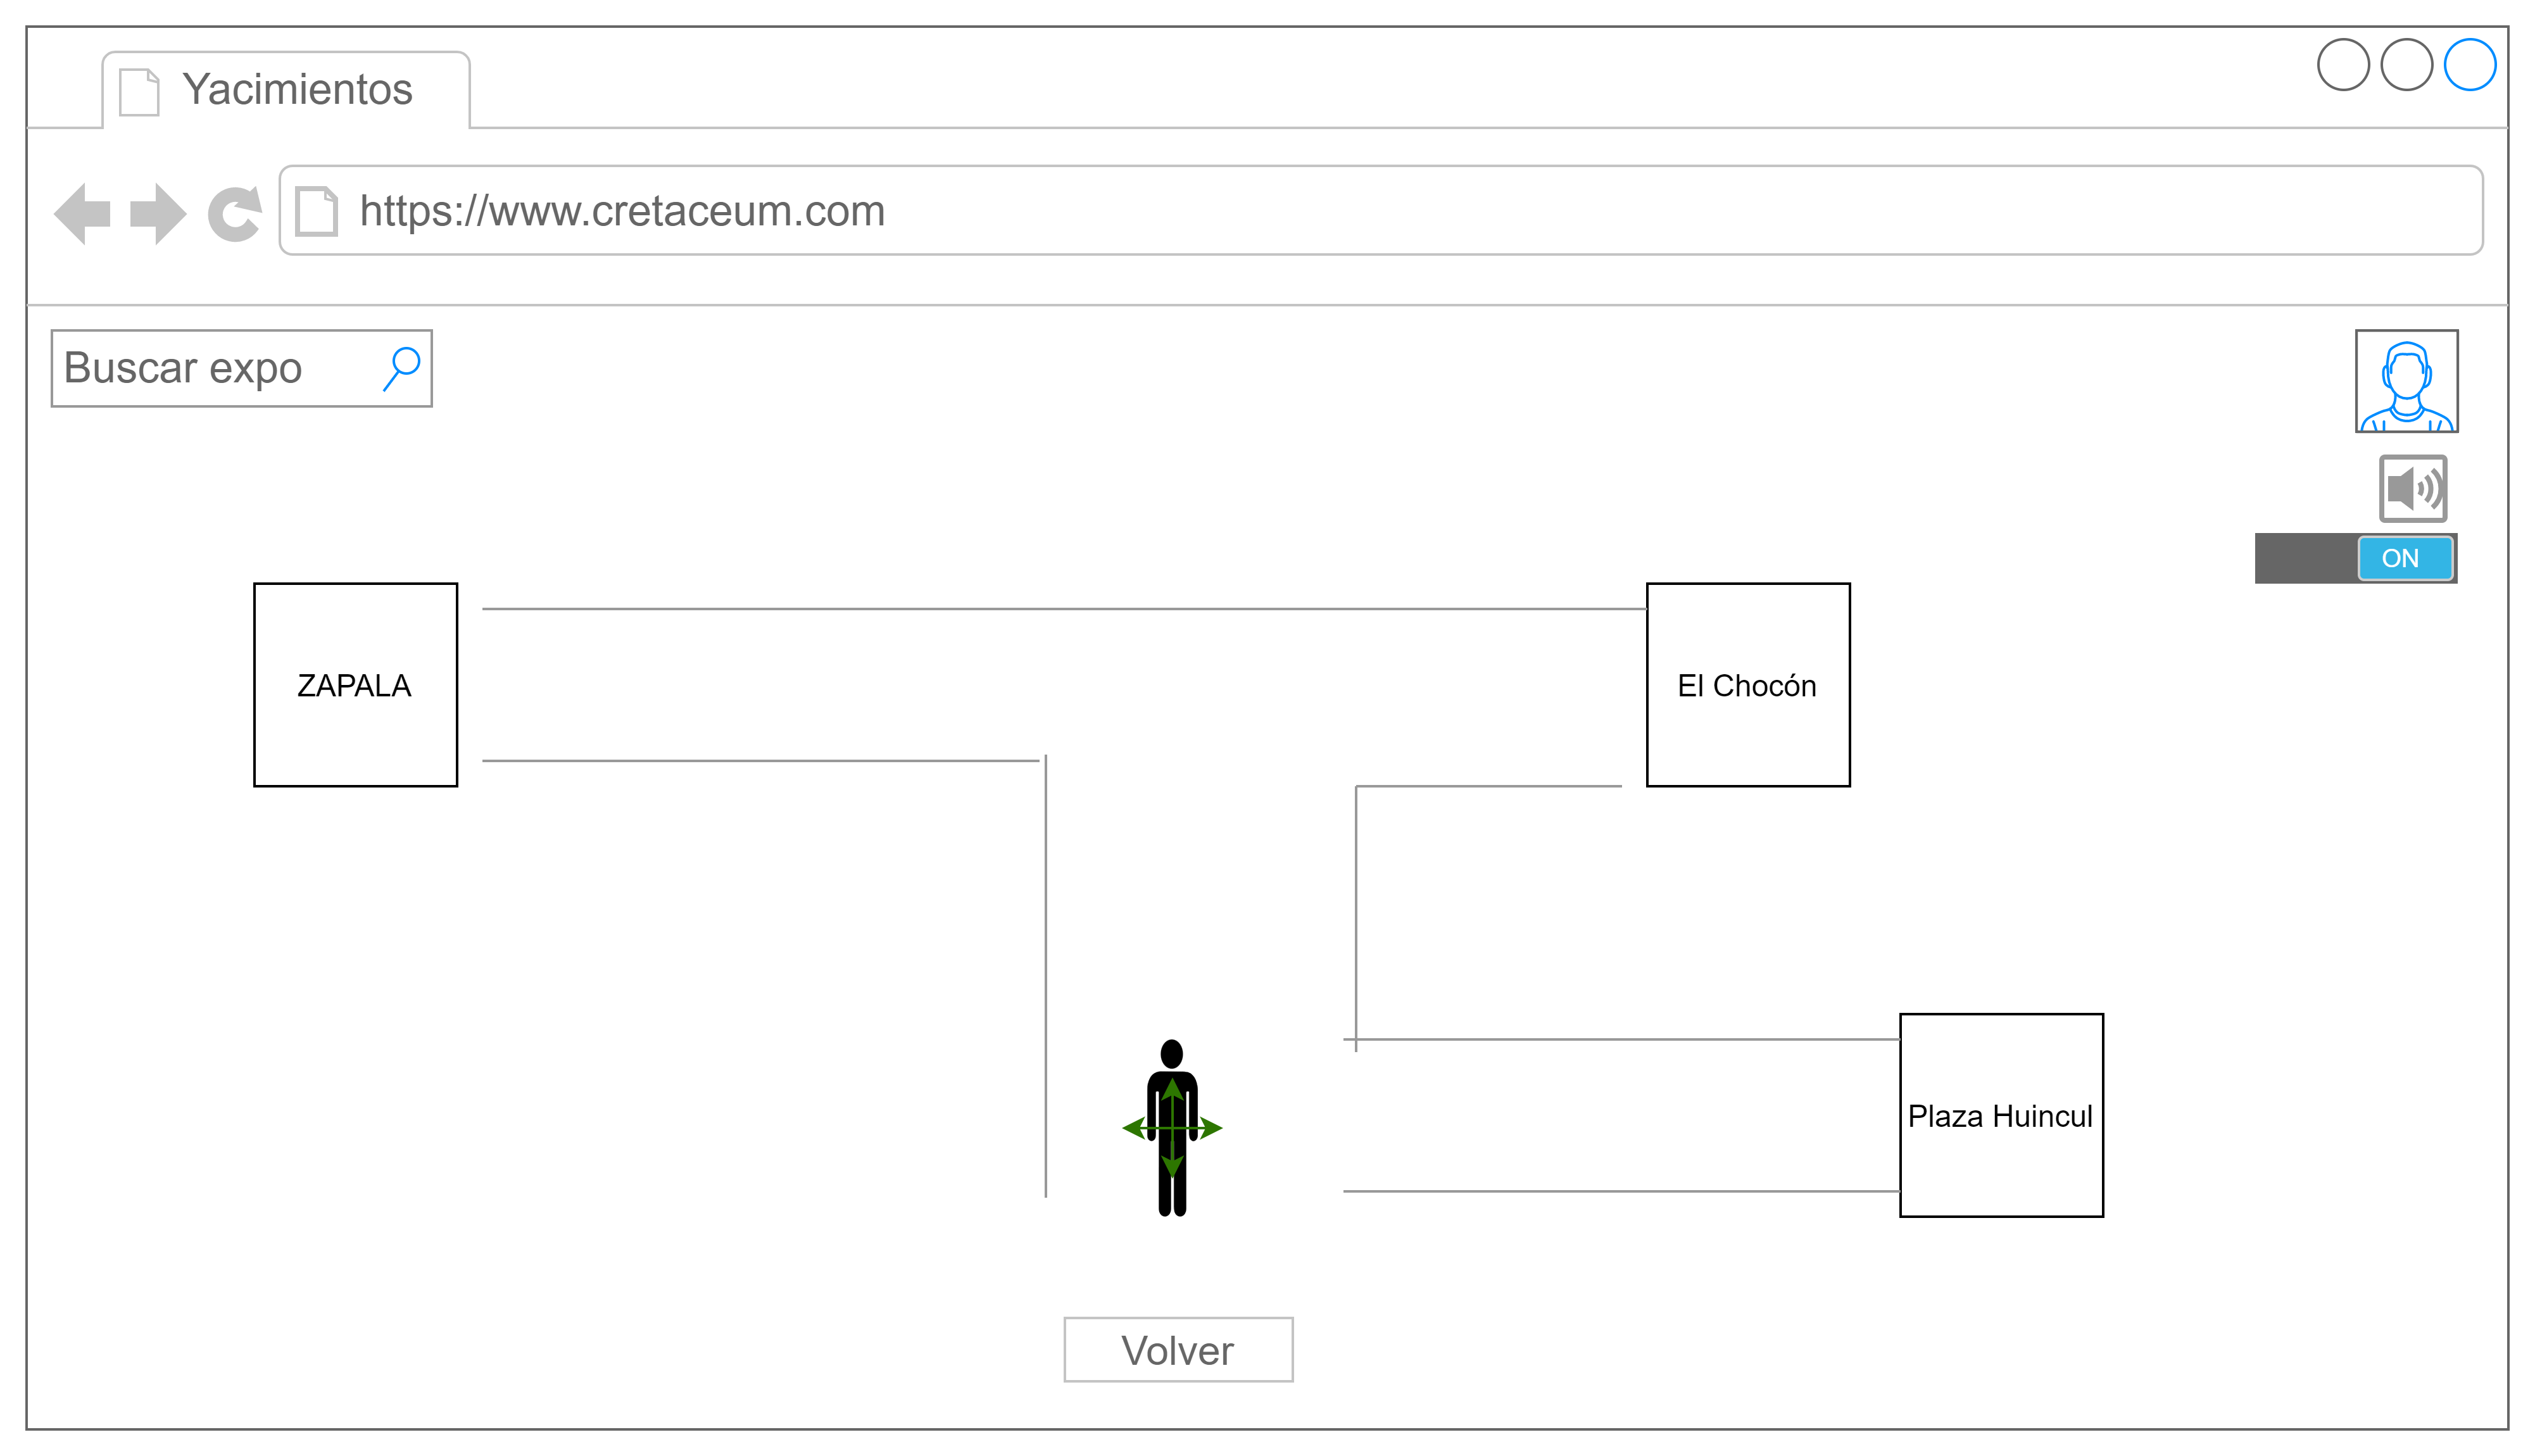 Yacimientos
https://www.cretaceum.com
Buscar expo
ON
ZAPALA
El Chocón
Plaza Huincul
Volver